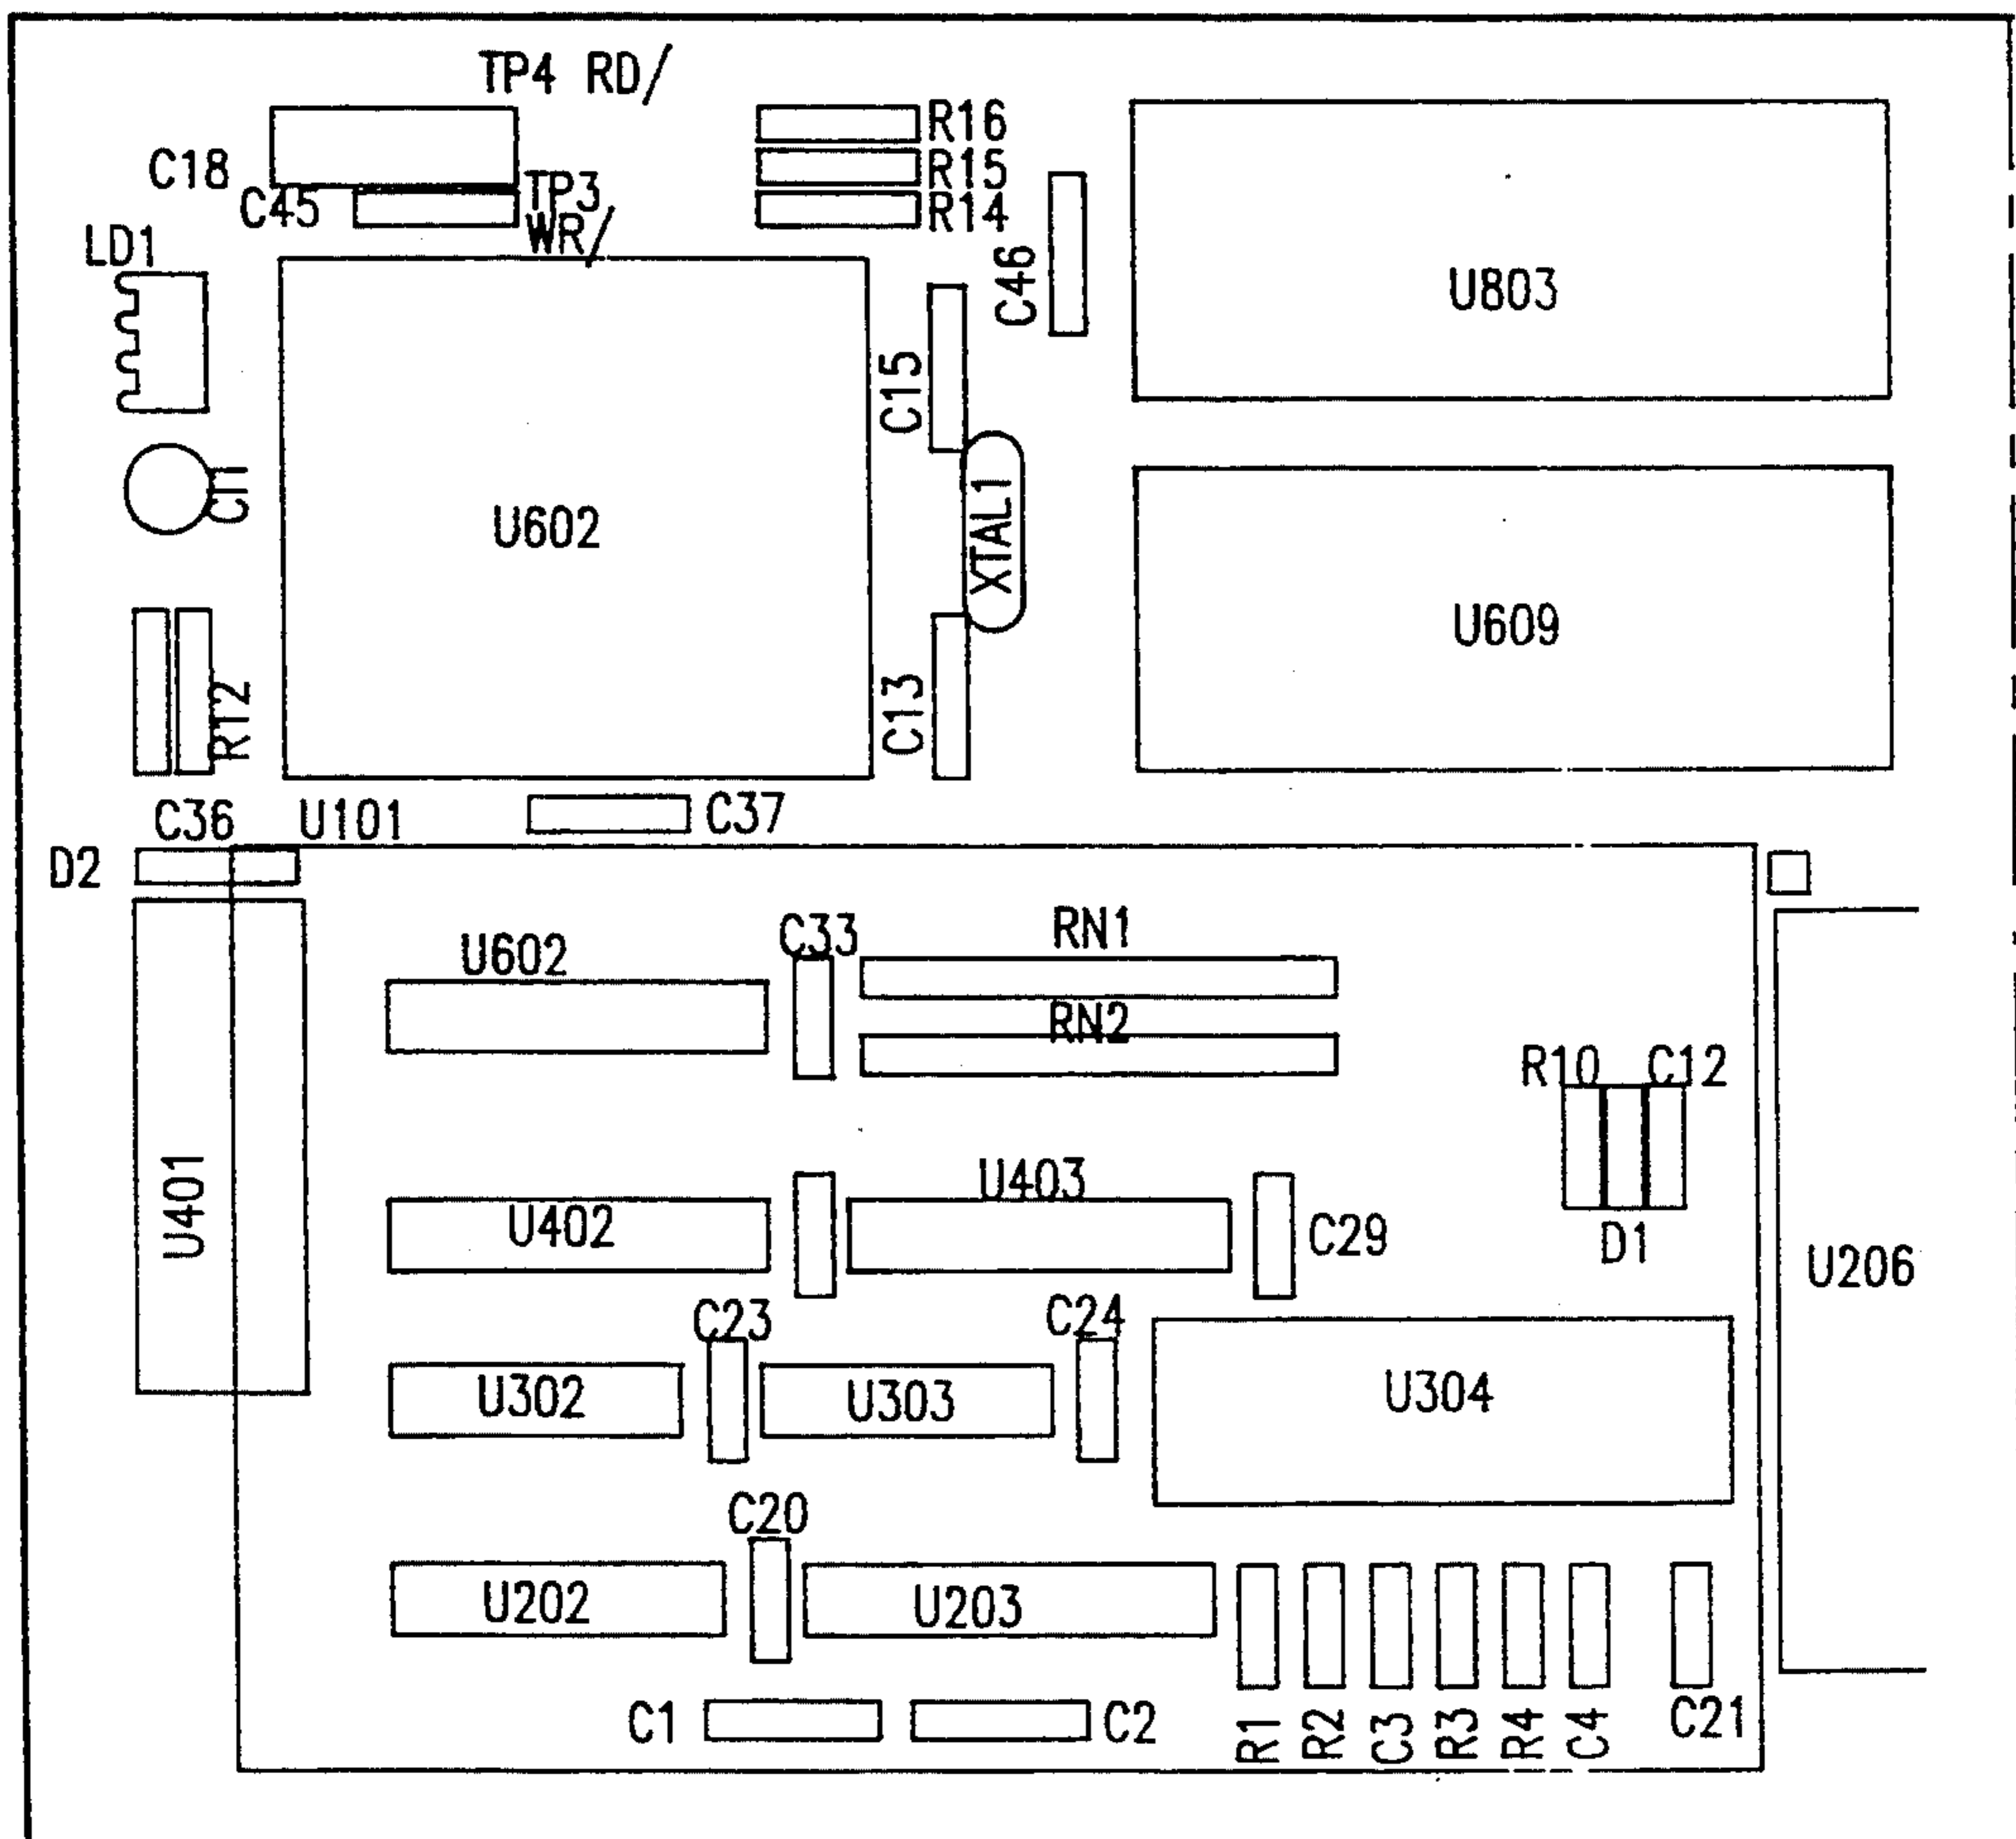 TP4 RD/
R16
C18
R15
TP3
C45
R14
WR/
LD1
C46
U803
C15
C11
U602
XTAL1
U609
R12
C13
C36
U101
C37
D2
C33
RN1
U602
RN2
R10
C12
U401
U403
U402
C29
D1
U206
C23
C24
U302
U303
U304
C20
U202
U203
C1
C2
R1
R2
C3
R3
R4
C4
C21